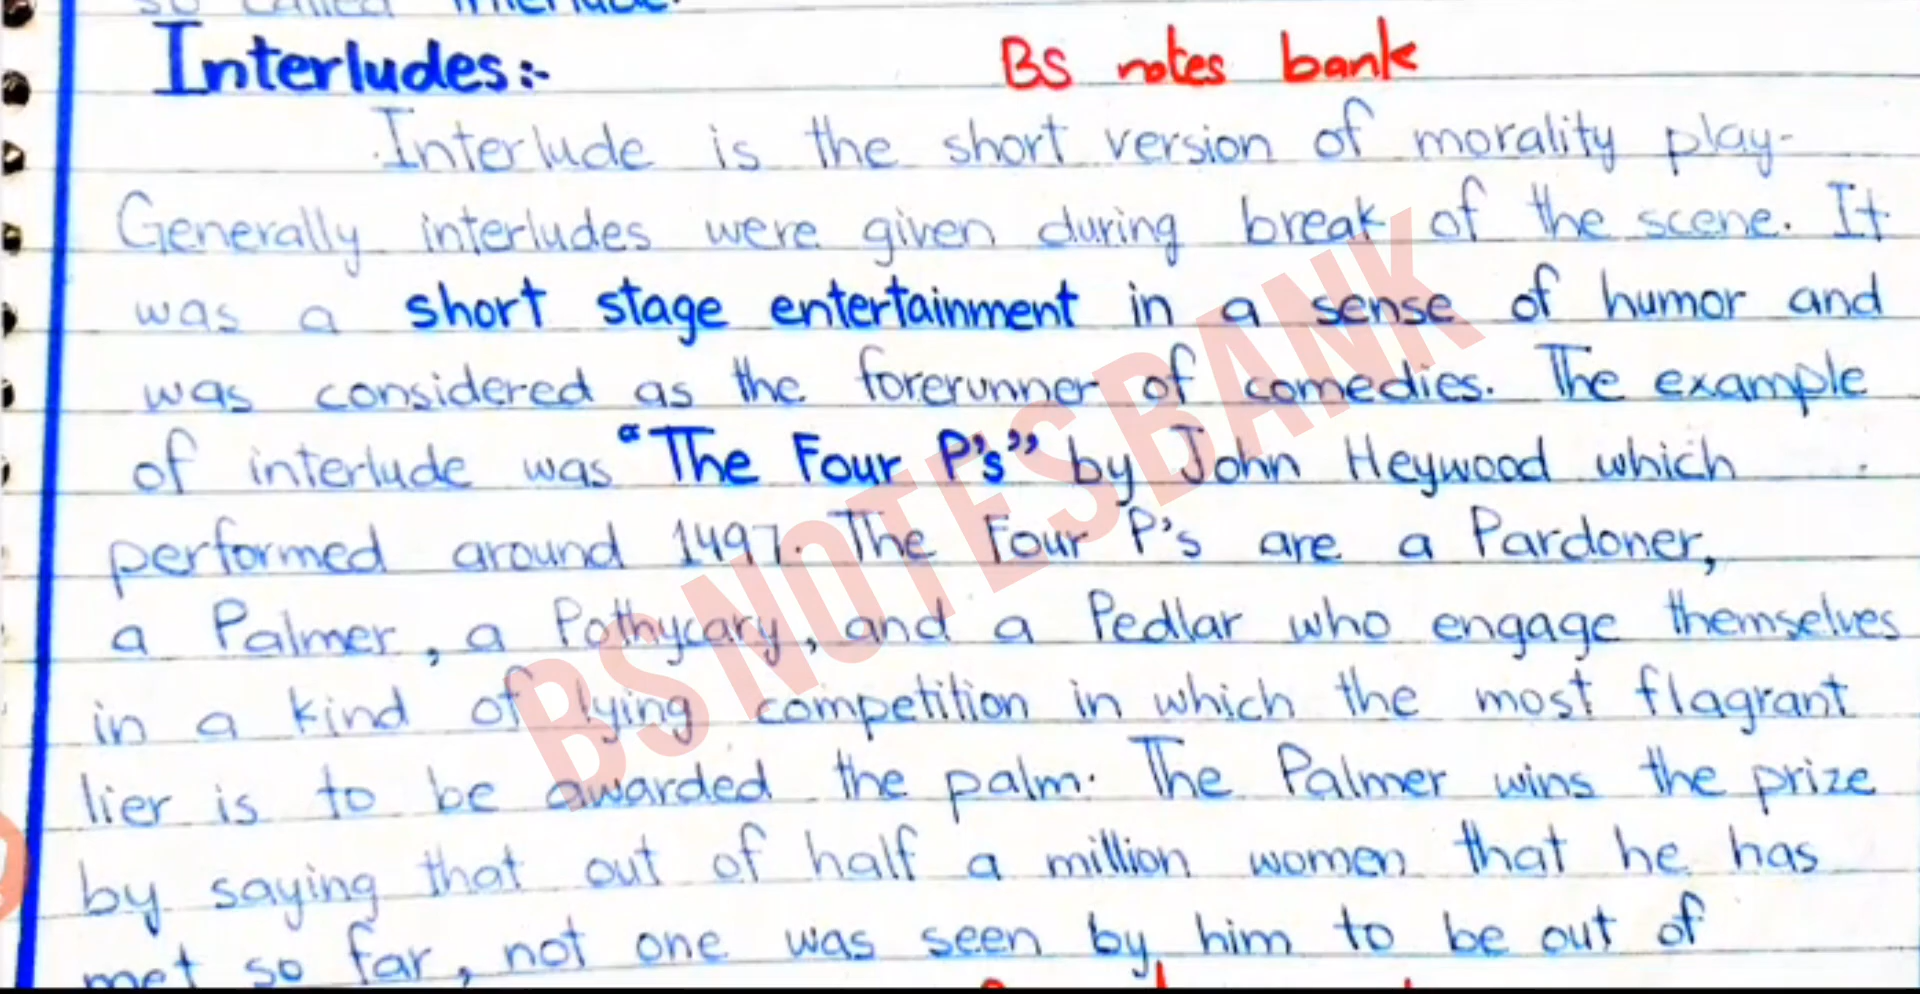 so called interlude.
Interludes:-
BS notes bank
Interlude is the short version of morality play-
Generally interludes were given during break of the scene. It
was a short stage entertainment in a sense of humor and
was considered as the forerunner of comedies. The example
of interlude was "The Four P's" by John Heywood which
performed around 1497. The Four P's are a Pardoner,
a Palmer, a Pothycary, and a Pedlar who engage themselves
in a kind of lying competition in which the most flagrant
lier is to be awarded the palm. The Palmer wins the prize
by saying that out of half a million women that he has
met so far, not one was seen by him to be out of
BSNOTESBANK